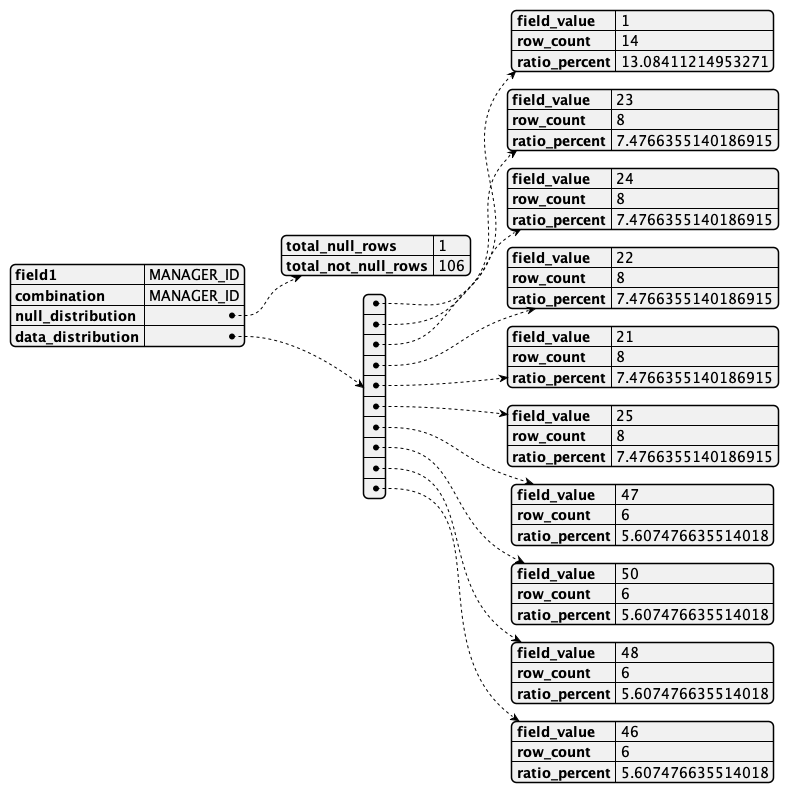 field1 MANAGER_ID
combination MANAGER_ID
null_distribution
data_distribution
total_null_rows 1
total_not_null_rows 106
field_value 1
row_count 14
ratio_percent 13.08411214953271
field_value 23
row_count 8
ratio_percent 7.4766355140186915
field_value 24
row_count 8
ratio_percent 7.4766355140186915
field_value 22
row_count 8
ratio_percent 7.4766355140186915
field_value 21
row_count 8
ratio_percent 7.4766355140186915
field_value 25
row_count 8
ratio_percent 7.4766355140186915
field_value 47
row_count 6
ratio_percent 5.607476635514018
field_value 50
row_count 6
ratio_percent 5.607476635514018
field_value 48
row_count 6
ratio_percent 5.607476635514018
field_value 46
row_count 6
ratio_percent 5.607476635514018